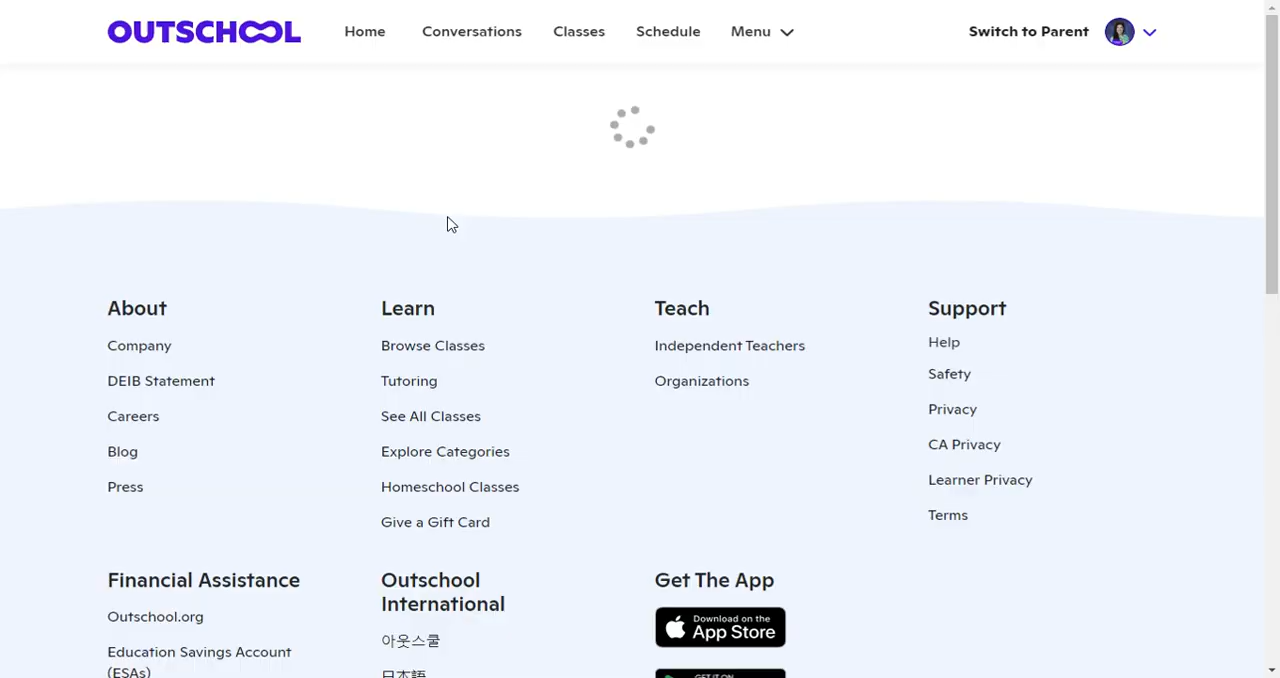 OUTSCHOOL
Home
Conversations
Classes
Schedule
Menu
Switch to Parent
About
Company
DEIB Statement
Careers
Blog
Press
Learn
Browse Classes
Tutoring
See All Classes
Explore Categories
Homeschool Classes
Give a Gift Card
Teach
Independent Teachers
Organizations
Support
Help
Safety
Privacy
CA Privacy
Learner Privacy
Terms
Financial Assistance
Outschool.org
Education Savings Account
(ESAs)
Outschool
International
아웃스쿨
日本語
Get The App
Download on the
App Store
GET IT ON